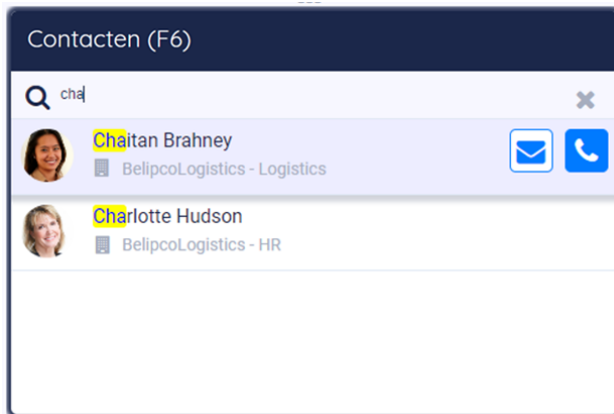 Contacten (F6)
cha
Chaitan Brahney
BelipcoLogistics - Logistics
Charlotte Hudson
BelipcoLogistics - HR